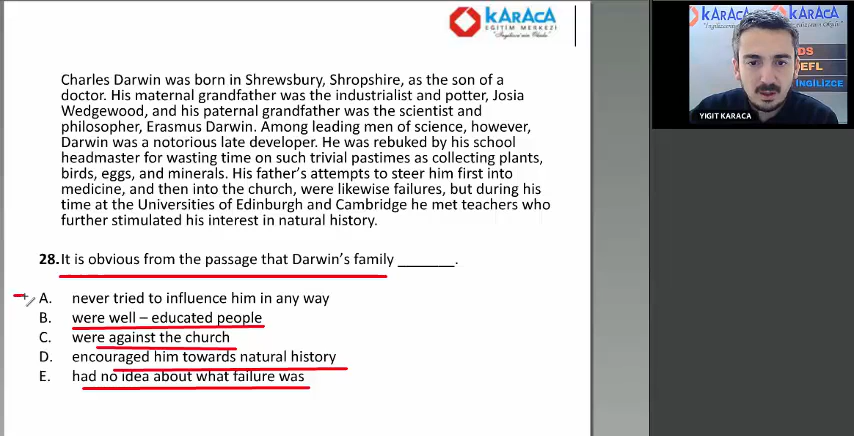 KARACA
EĞİTİM MERKEZİ
"İngilizce'nin Okulu"
Charles Darwin was born in Shrewsbury, Shropshire, as the son of a
doctor. His maternal grandfather was the industrialist and potter, Josia
Wedgewood, and his paternal grandfather was the scientist and
philosopher, Erasmus Darwin. Among leading men of science, however,
Darwin was a notorious late developer. He was rebuked by his school
headmaster for wasting time on such trivial pastimes as collecting plants,
birds, eggs, and minerals. His father's attempts to steer him first into
medicine, and then into the church, were likewise failures, but during his
time at the Universities of Edinburgh and Cambridge he met teachers who
further stimulated his interest in natural history.
28. It is obvious from the passage that Darwin's family _______.
A. never tried to influence him in any way
B. were well – educated people
C. were against the church
D. encouraged him towards natural history
E. had no idea about what failure was
KARACA
KARACA
DS
EFL
İNGİLİZCE
YIGIT KARACA